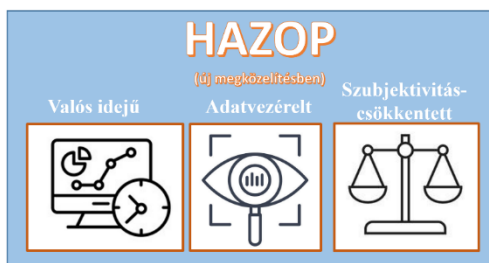 HAZOP
(új megközelítésben)
Valós idejű
Adatvezérelt
Szubjektivitás-
csökkentett